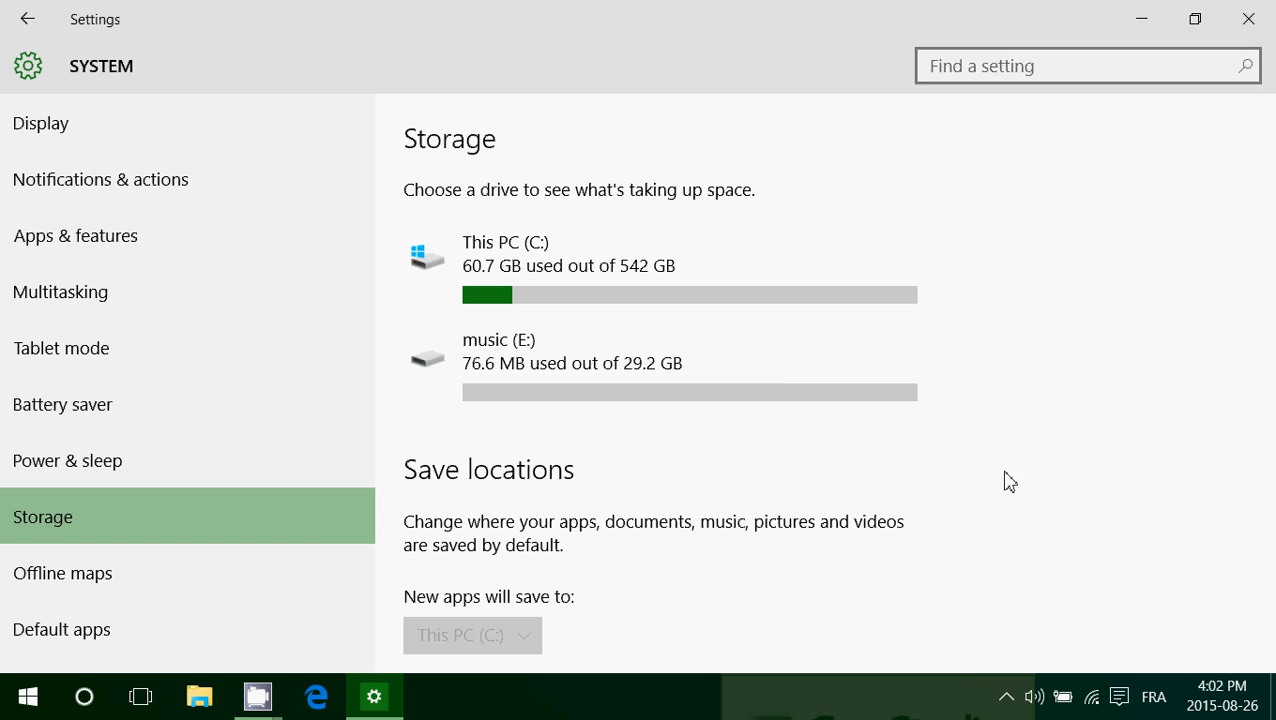 Settings
SYSTEM
Find a setting
Display
Notifications & actions
Apps & features
Multitasking
Tablet mode
Battery saver
Power & sleep
Storage
Offline maps
Default apps
Storage
Choose a drive to see what's taking up space.
This PC (C:)
60.7 GB used out of 542 GB
music (E:)
76.6 MB used out of 29.2 GB
Save locations
Change where your apps, documents, music, pictures and videos
are saved by default.
New apps will save to:
This PC (C:)
FRA
4:02 PM
2015-08-26